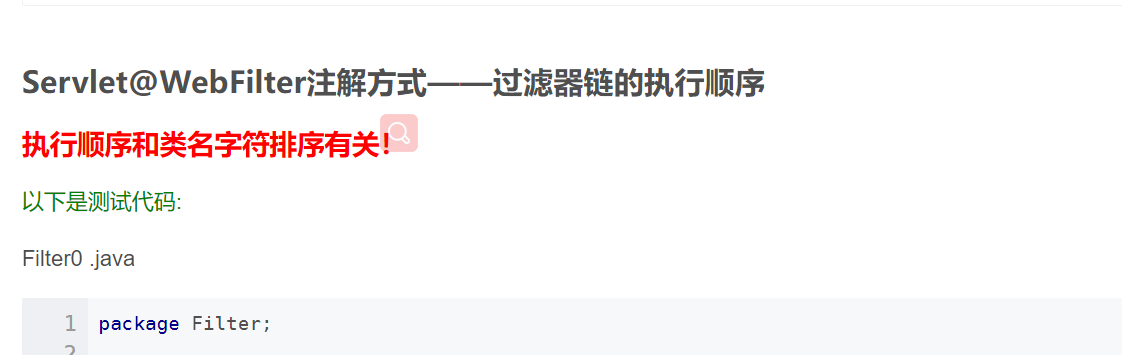 Servlet@WebFilter注解方式——过滤器链的执行顺序
执行顺序和类名字符排序有关!
以下是测试代码:
Filter0 .java
1 package Filter;
2